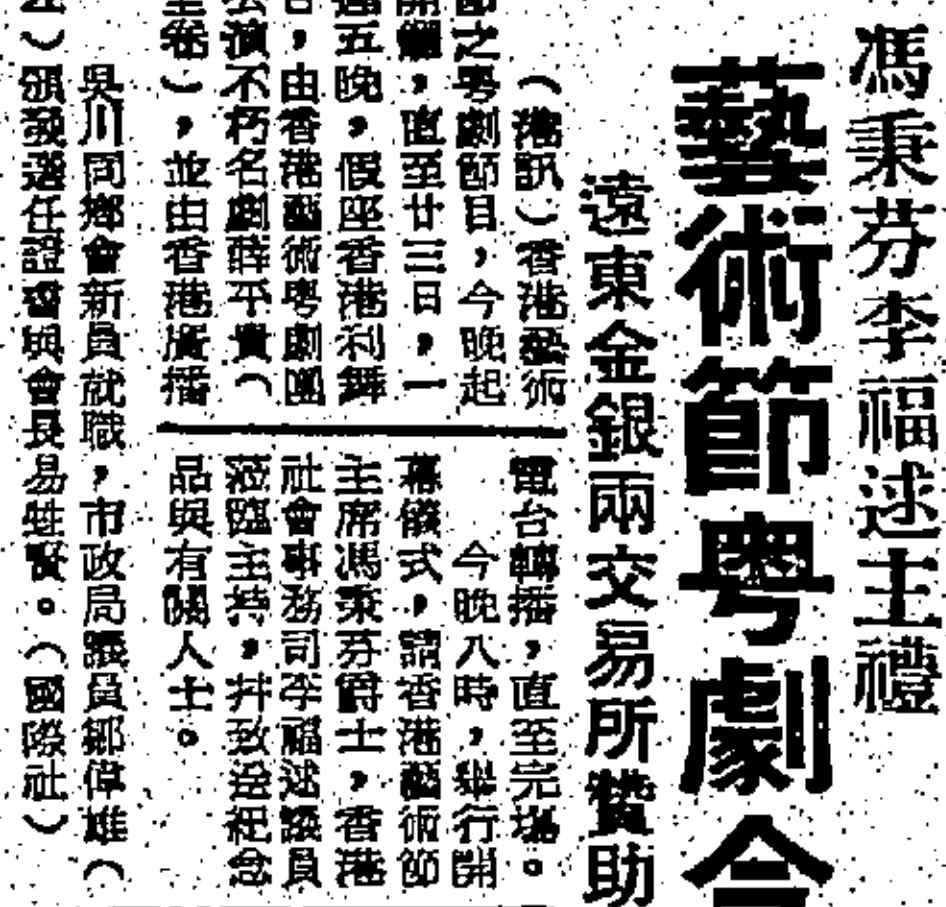 馮秉芬李福逑主禮
藝術節粵劇今
遠東金銀兩交易所贊助
（港訊）香港藝術
節之粵劇節目，今晚起
開鑼，直至廿三日，一
連五晚，假座香港利舞
台，由香港藝術粵劇團
公演不朽名劇薛平貴（
全卷），並由香港廣播
電台轉播，直至完場。
今晚八時，舉行開
幕儀式，請香港藝術節
主席馮秉芬爵士，香港
社會事務司李福逑議員
蒞臨主持，并致送紀念
品與有關人士。
吳川同鄉會新員就職，市政局議員鄒偉雄（
左）頒發選任證書與會長易牲賢。（國際社）